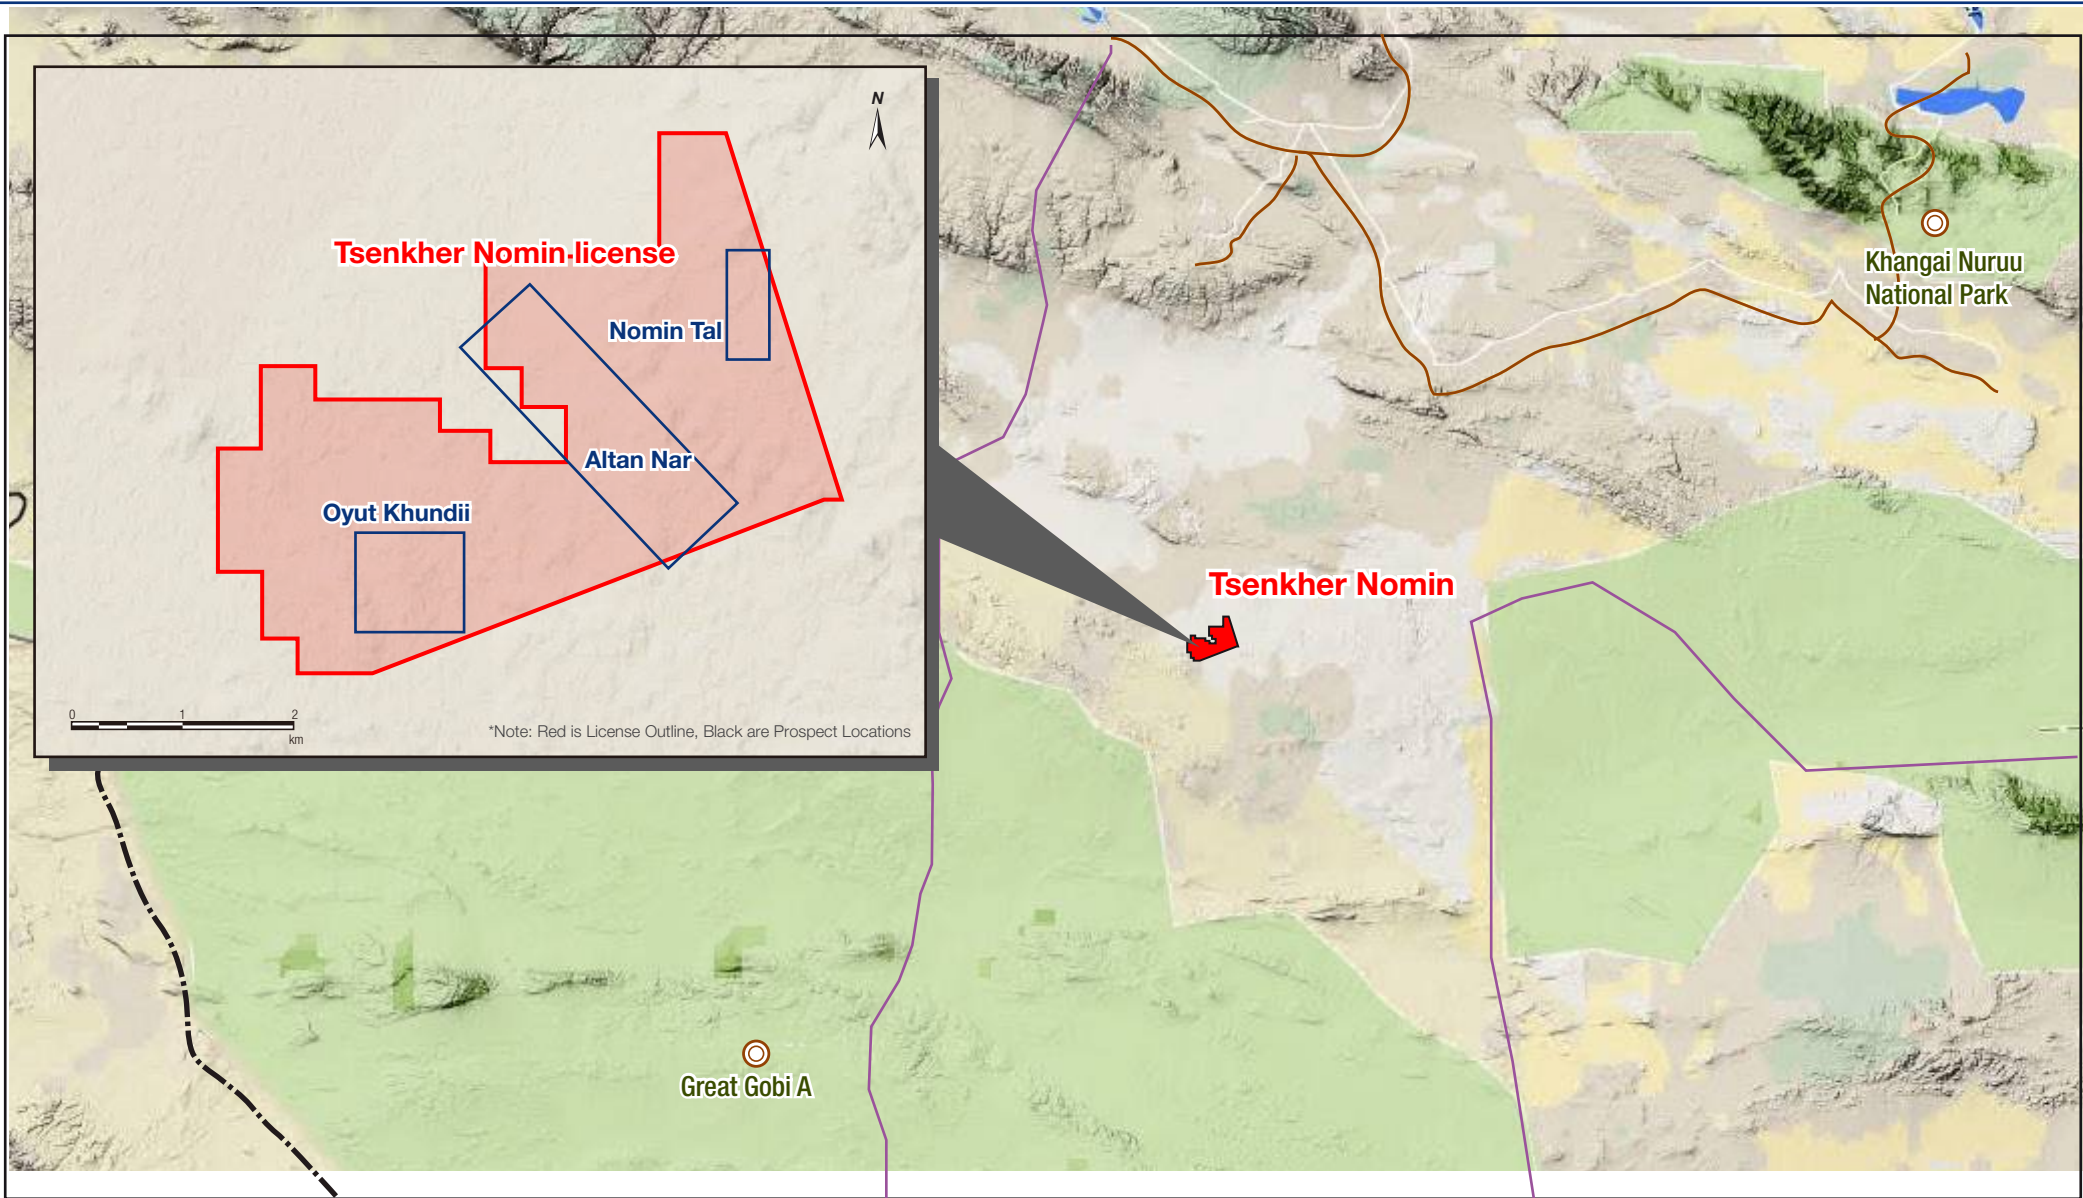 N
Tsenkher Nomin-license
Nomin Tal
Altan Nar
Oyut Khundii
0 1 2
km
*Note: Red is License Outline, Black are Prospect Locations
Khangai Nuruu
National Park
Tsenkher Nomin
Great Gobi A